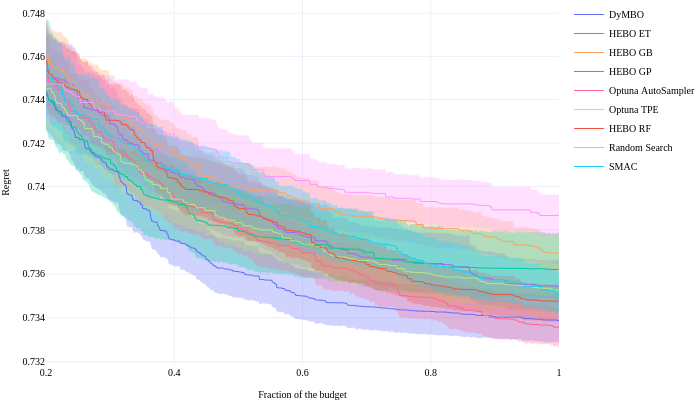 0.748
0.746
0.744
0.742
0.74
0.738
0.736
0.734
0.732
Regret
0.2
0.4
0.6
0.8
1
Fraction of the budget
DyMBO
HEBO ET
HEBO GB
HEBO GP
Optuna AutoSampler
Optuna TPE
HEBO RF
Random Search
SMAC